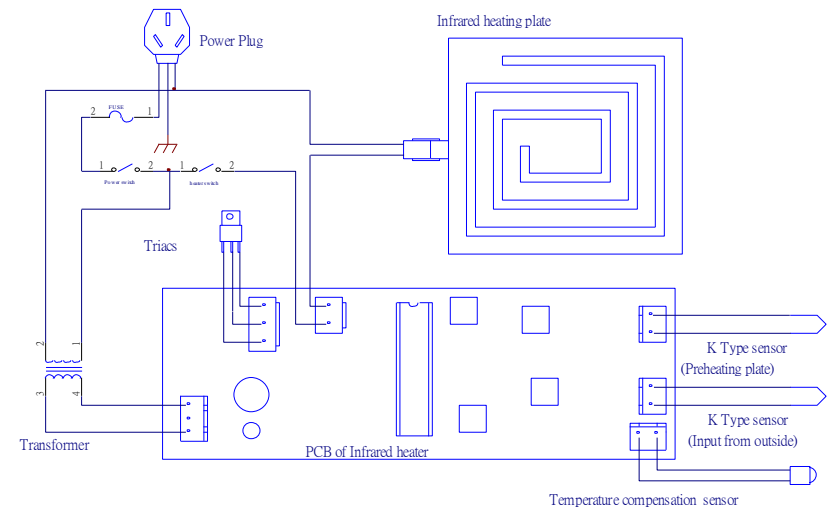 Infrared heating plate
Power Plug
FUSE
2
1
1
2
1
2
Power switch
heater switch
Triacs
2
1
3
4
Transformer
K Type sensor
(Preheating plate)
K Type sensor
(Input from outside)
PCB of Infrared heater
Temperature compensation sensor